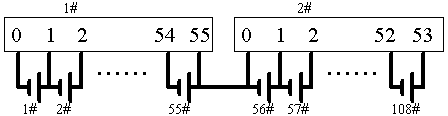 1# 2#
0 1 2 ...... 54 55 0 1 2 ...... 52 53
1# 2# 55# 56# 57# 108#